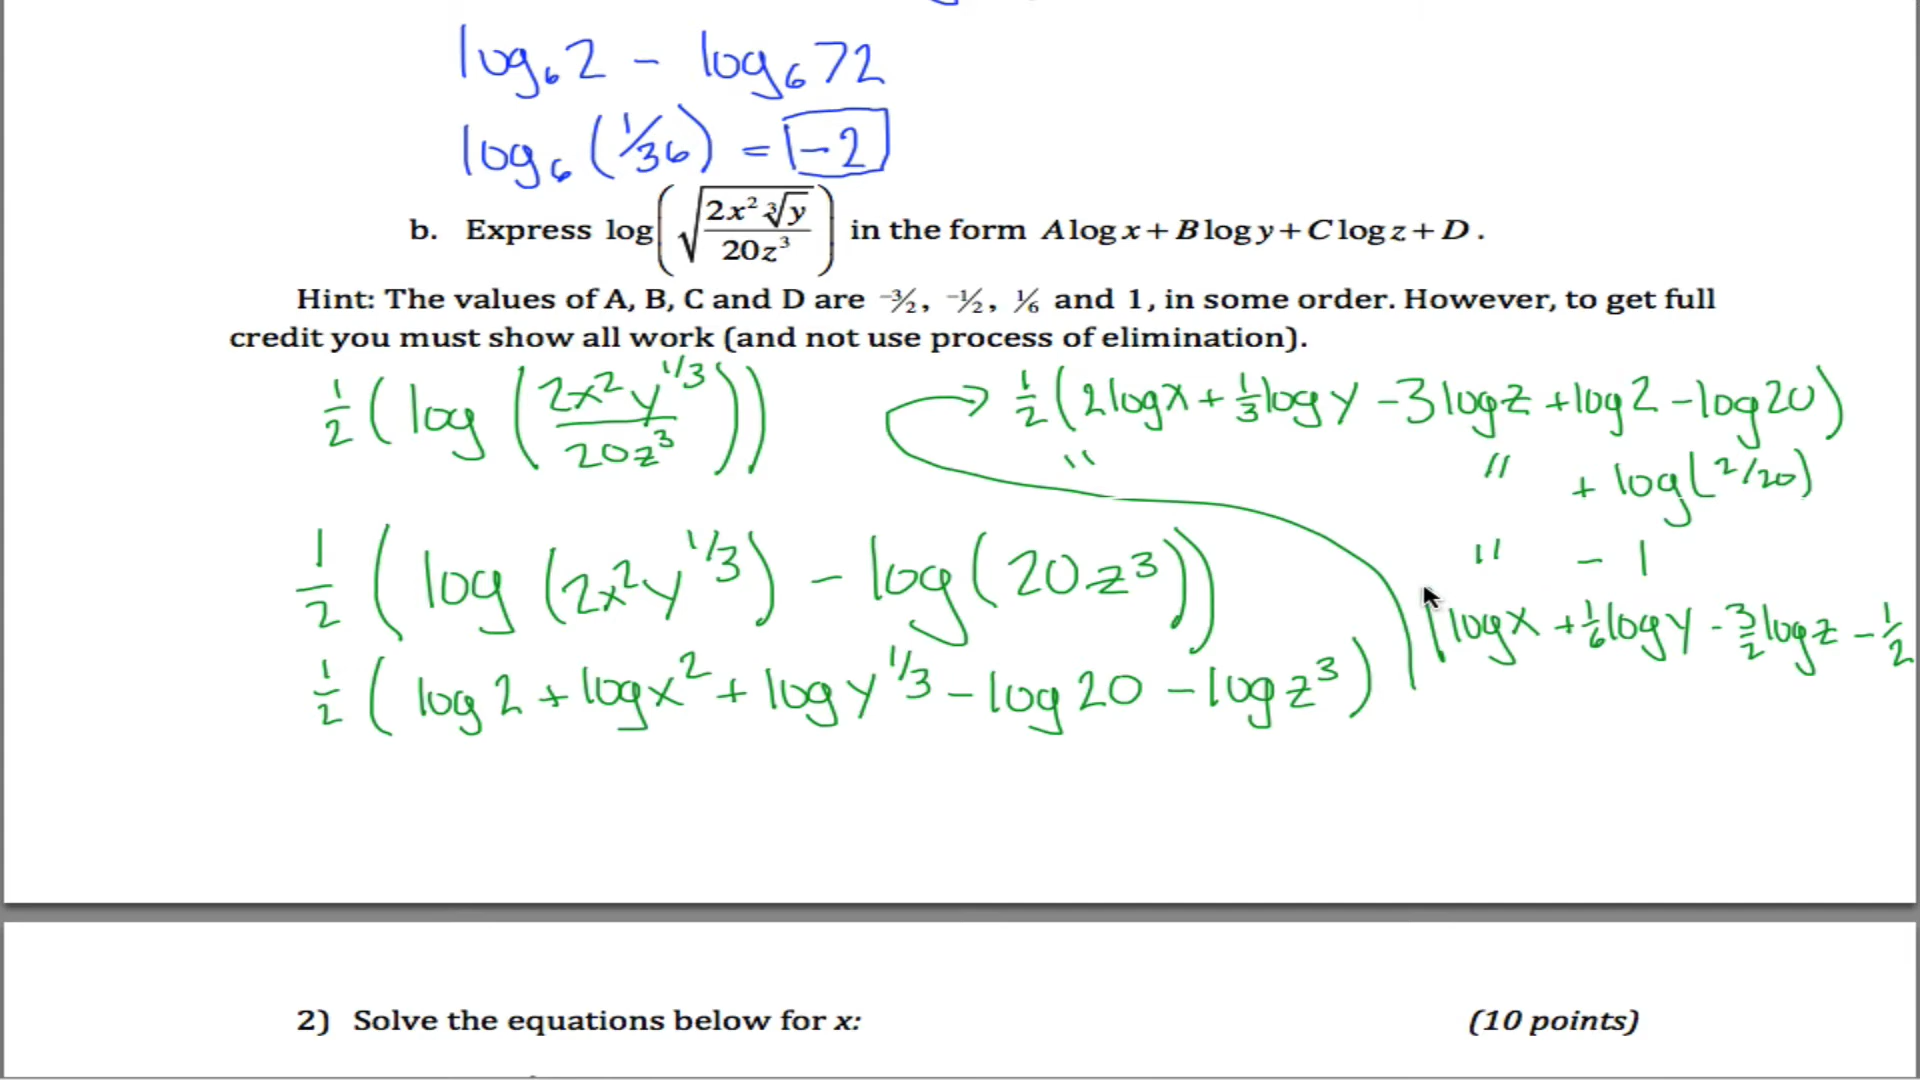 log₆2 - log₆72
log₆(1/36) = -2
b. Express log(√(2x²∛y / 20z³)) in the form A log x + B log y + C log z + D.
Hint: The values of A, B, C and D are -3/2, -1/2, 1/6 and 1, in some order. However, to get full
credit you must show all work (and not use process of elimination).
1/2 (log (2x²y^1/3 / 20z³))
1/2 (log (2x²y^1/3) - log(20z³))
1/2 (log 2 + log x² + log y^1/3 - log 20 - log z³)
→ 1/2 (2 log x + 1/3 log y - 3 log z + log 2 - log 20)
" " + log(2/20)
" - 1
1 log x + 1/6 log y - 3/2 log z - 1/2
2) Solve the equations below for x: (10 points)